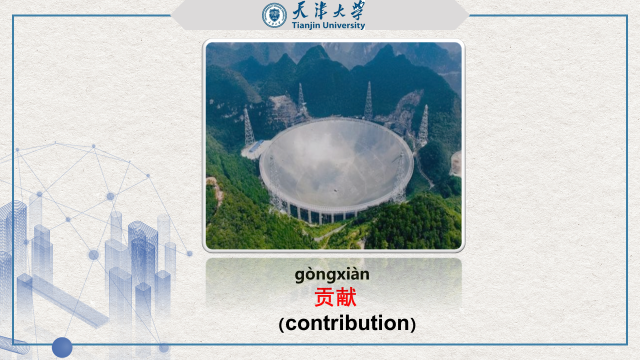 天津大学
Tianjin University
gòngxiàn
贡献
(contribution)